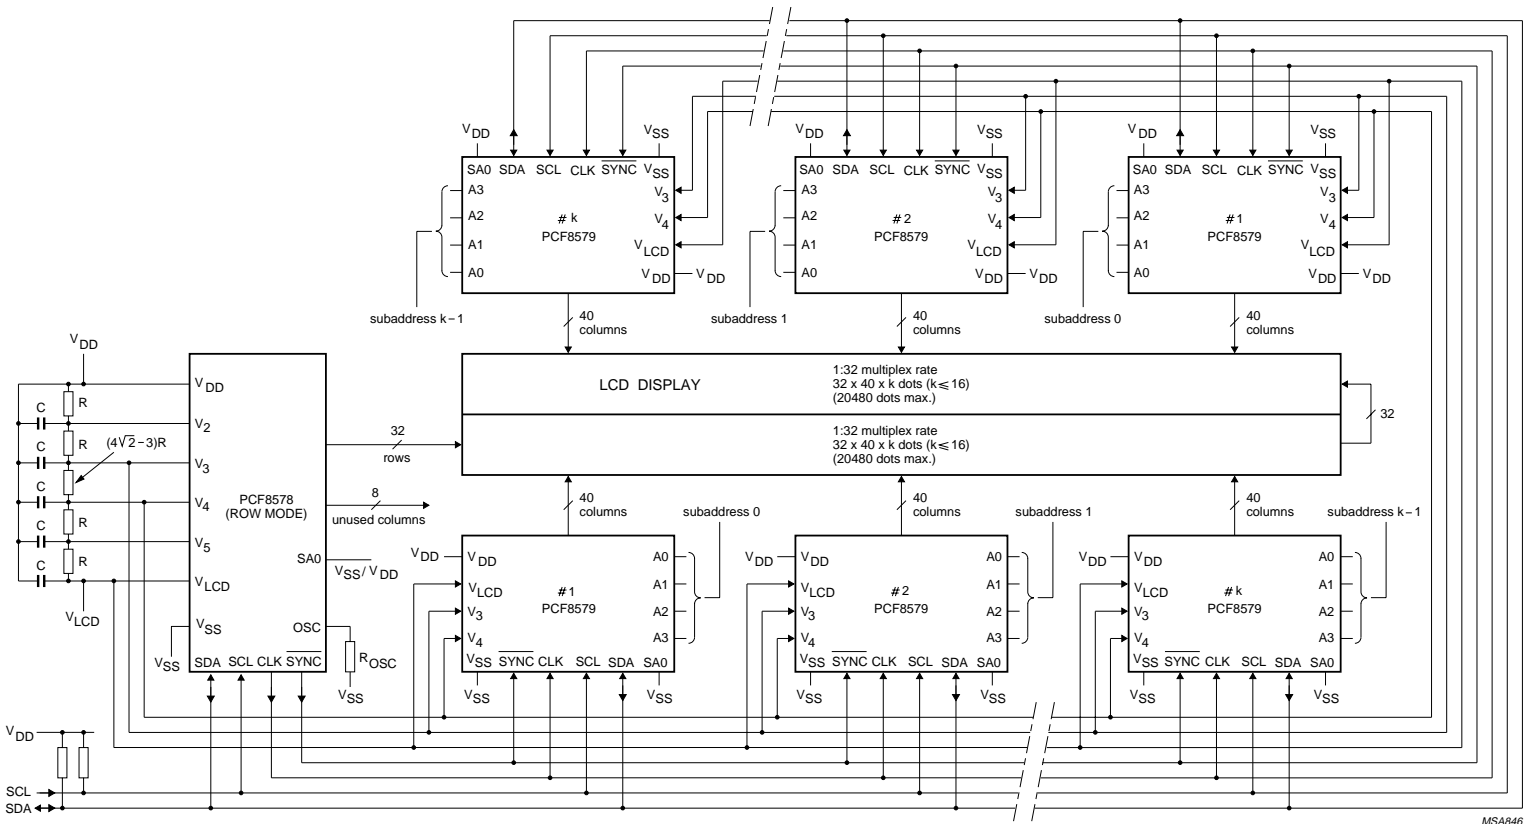 VDD VSS VDD VSS VDD VSS
SA0 SDA SCL CLK SYNC VSS
SA0 SDA SCL CLK SYNC VSS
SA0 SDA SCL CLK SYNC VSS
A3 V3
A2 # k V4
PCF8579
A1 VLCD
A0 VDD VDD
A3 V3
A2 # 2 V4
PCF8579
A1 VLCD
A0 VDD VDD
A3 V3
A2 # 1 V4
PCF8579
A1 VLCD
A0 VDD VDD
subaddress k–1
40
columns
subaddress 1
40
columns
subaddress 0
40
columns
VDD
C R
C R
C (4√2–3)R
C R
C R
VLCD
VDD
V2
V3
V4
V5
VLCD
VSS
VSS
PCF8578
(ROW MODE)
SA0
VSS/ VDD
OSC
ROSC
VSS
SDA SCL CLK SYNC
32
rows
8
unused columns
LCD DISPLAY
1:32 multiplex rate
32 x 40 x k dots (k ≤ 16)
(20480 dots max.)
1:32 multiplex rate
32 x 40 x k dots (k ≤ 16)
(20480 dots max.)
32
40
columns
subaddress 0
40
columns
subaddress 1
40
columns
subaddress k–1
VDD VDD A0
VLCD # 1 A1
PCF8579
V3 A2
V4 A3
VSS SYNC CLK SCL SDA SA0
VSS VSS
VDD VDD A0
VLCD # 2 A1
PCF8579
V3 A2
V4 A3
VSS SYNC CLK SCL SDA SA0
VSS VSS
VDD VDD A0
VLCD # k A1
PCF8579
V3 A2
V4 A3
VSS SYNC CLK SCL SDA SA0
VSS VSS
VDD
SCL
SDA
MSA846